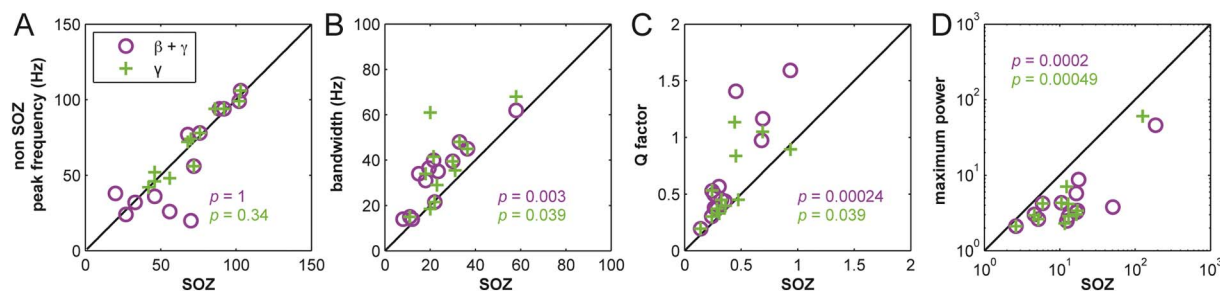 A
β + γ
γ
non SOZ
peak frequency (Hz)
150
100
50
0
0
50
100
150
SOZ
p = 1
p = 0.34
B
bandwidth (Hz)
100
80
60
40
20
0
0
20
40
60
80
100
SOZ
p = 0.003
p = 0.039
C
Q factor
2
1.5
1
0.5
0
0
0.5
1
1.5
2
SOZ
p = 0.00024
p = 0.039
D
maximum power
10³
10²
10¹
10⁰
10⁰
10¹
10²
10³
SOZ
p = 0.0002
p = 0.00049